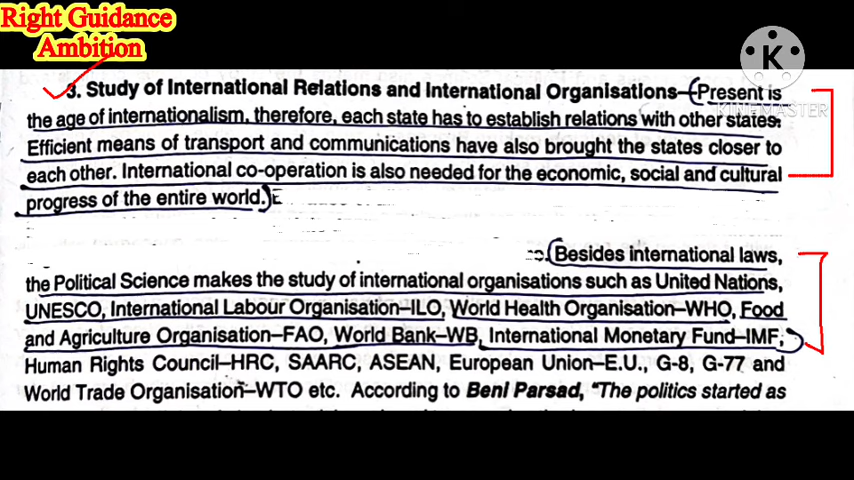 Right Guidance
Ambition
K
KINEMASTER
3. Study of International Relations and International Organisations—(Present is
the age of internationalism, therefore, each state has to establish relations with other states.
Efficient means of transport and communications have also brought the states closer to
each other. International co-operation is also needed for the economic, social and cultural
progress of the entire world.)
(Besides international laws,
the Political Science makes the study of international organisations such as United Nations,
UNESCO, International Labour Organisation–ILO, World Health Organisation–WHO, Food
and Agriculture Organisation–FAO, World Bank–WB, International Monetary Fund–IMF,)
Human Rights Council–HRC, SAARC, ASEAN, European Union–E.U., G-8, G-77 and
World Trade Organisation–WTO etc. According to Beni Parsad, "The politics started as